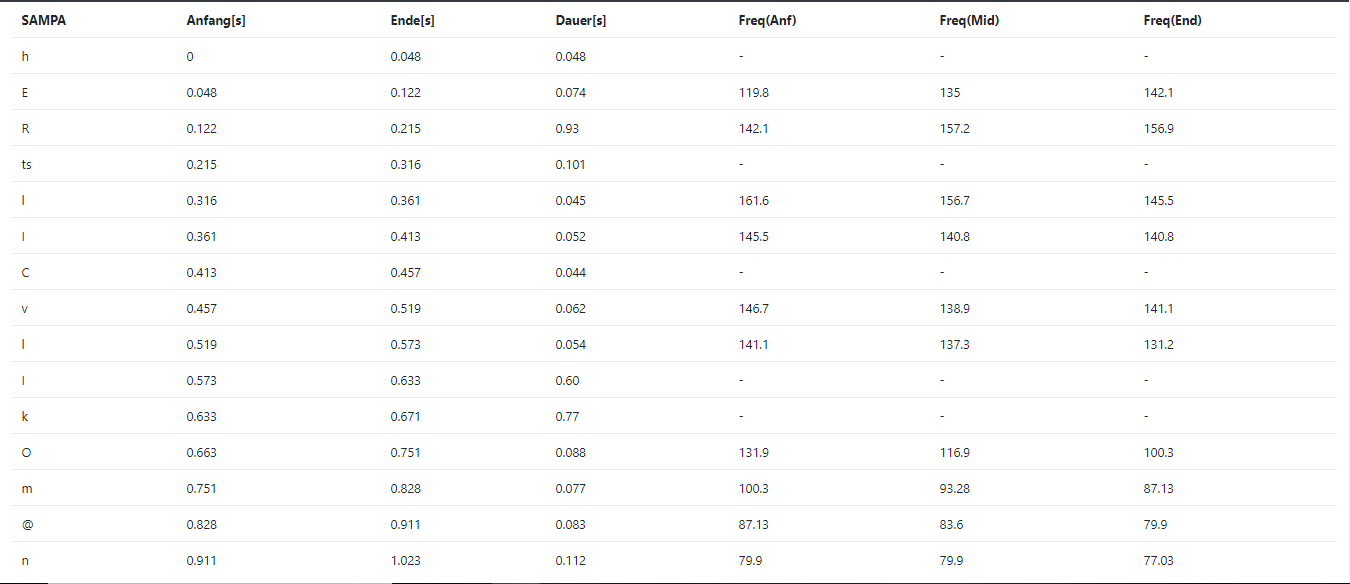 SAMPA Anfang[s] Ende[s] Dauer[s] Freq(Anf) Freq(Mid) Freq(End)
h 0 0.048 0.048 - - -
E 0.048 0.122 0.074 119.8 135 142.1
R 0.122 0.215 0.93 142.1 157.2 156.9
ts 0.215 0.316 0.101 - - -
l 0.316 0.361 0.045 161.6 156.7 145.5
I 0.361 0.413 0.052 145.5 140.8 140.8
C 0.413 0.457 0.044 - - -
v 0.457 0.519 0.062 146.7 138.9 141.1
l 0.519 0.573 0.054 141.1 137.3 131.2
I 0.573 0.633 0.60 - - -
k 0.633 0.671 0.77 - - -
O 0.663 0.751 0.088 131.9 116.9 100.3
m 0.751 0.828 0.077 100.3 93.28 87.13
@ 0.828 0.911 0.083 87.13 83.6 79.9
n 0.911 1.023 0.112 79.9 79.9 77.03